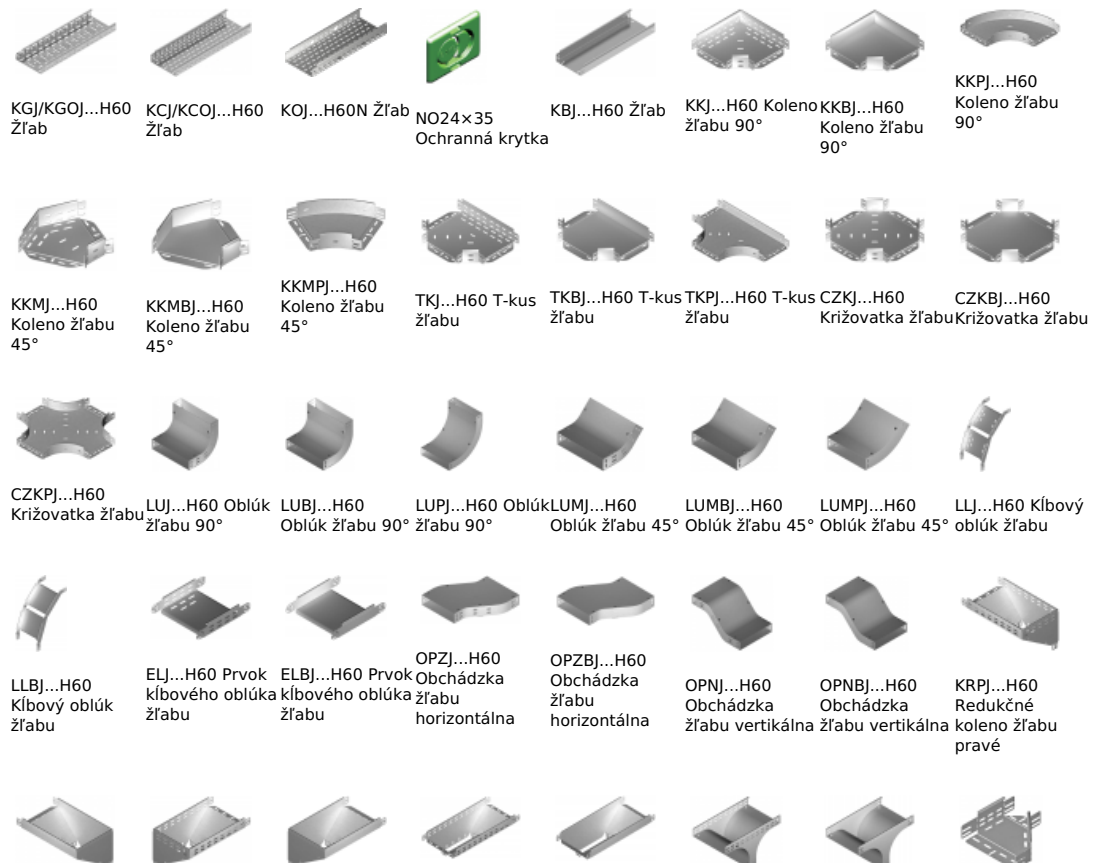 KGJ/KGOJ...H60
Žľab
KCJ/KCOJ...H60
Žľab
KOJ...H60N Žľab
NO24×35
Ochranná krytka
KBJ...H60 Žľab
KKJ...H60 Koleno
žľabu 90°
KKBJ...H60
Koleno žľabu
90°
KKPJ...H60
Koleno žľabu
90°
KKMJ...H60
Koleno žľabu
45°
KKMBJ...H60
Koleno žľabu
45°
KKMPJ...H60
Koleno žľabu
45°
TKJ...H60 T-kus
žľabu
TKBJ...H60 T-kus
žľabu
TKPJ...H60 T-kus
žľabu
CZKJ...H60
Križovatka žľabu
CZKBJ...H60
Križovatka žľabu
CZKPJ...H60
Križovatka žľabu
LUJ...H60 Oblúk
žľabu 90°
LUBJ...H60
Oblúk žľabu 90°
LUPJ...H60 Oblúk
žľabu 90°
LUMJ...H60
Oblúk žľabu 45°
LUMBJ...H60
Oblúk žľabu 45°
LUMPJ...H60
Oblúk žľabu 45°
LLJ...H60 Kĺbový
oblúk žľabu
LLBJ...H60
Kĺbový oblúk
žľabu
ELJ...H60 Prvok
kĺbového oblúka
žľabu
ELBJ...H60 Prvok
kĺbového oblúka
žľabu
OPZJ...H60
Obchádzka
žľabu
horizontálna
OPZBJ...H60
Obchádzka
žľabu
horizontálna
OPNJ...H60
Obchádzka
žľabu vertikálna
OPNBJ...H60
Obchádzka
žľabu vertikálna
KRPJ...H60
Redukčné
koleno žľabu
pravé